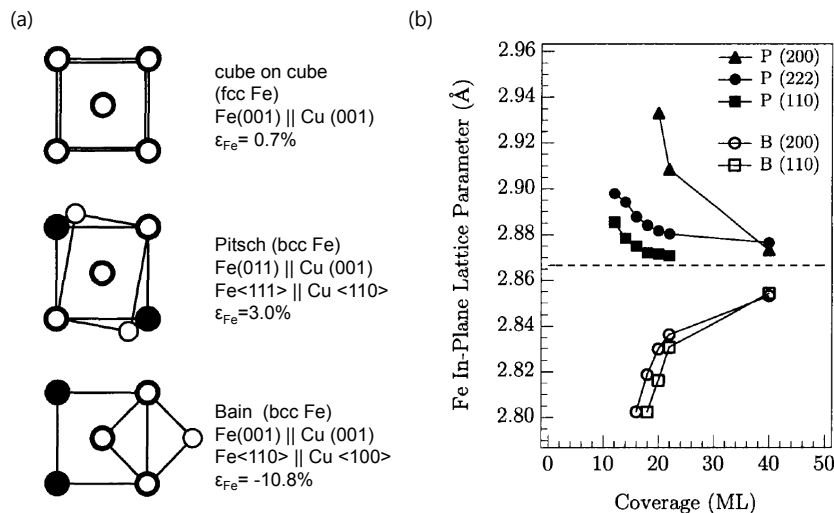 (a)
cube on cube
(fcc Fe)
Fe(001) || Cu (001)
ε_Fe= 0.7%
Pitsch (bcc Fe)
Fe(011) || Cu (001)
Fe<111> || Cu <110>
ε_Fe=3.0%
Bain (bcc Fe)
Fe(001) || Cu (001)
Fe<110> || Cu <100>
ε_Fe= -10.8%
(b)
Fe In-Plane Lattice Parameter (Å)
2.96
2.94
2.92
2.90
2.88
2.86
2.84
2.82
2.80
P (200)
P (222)
P (110)
B (200)
B (110)
0 10 20 30 40 50
Coverage (ML)